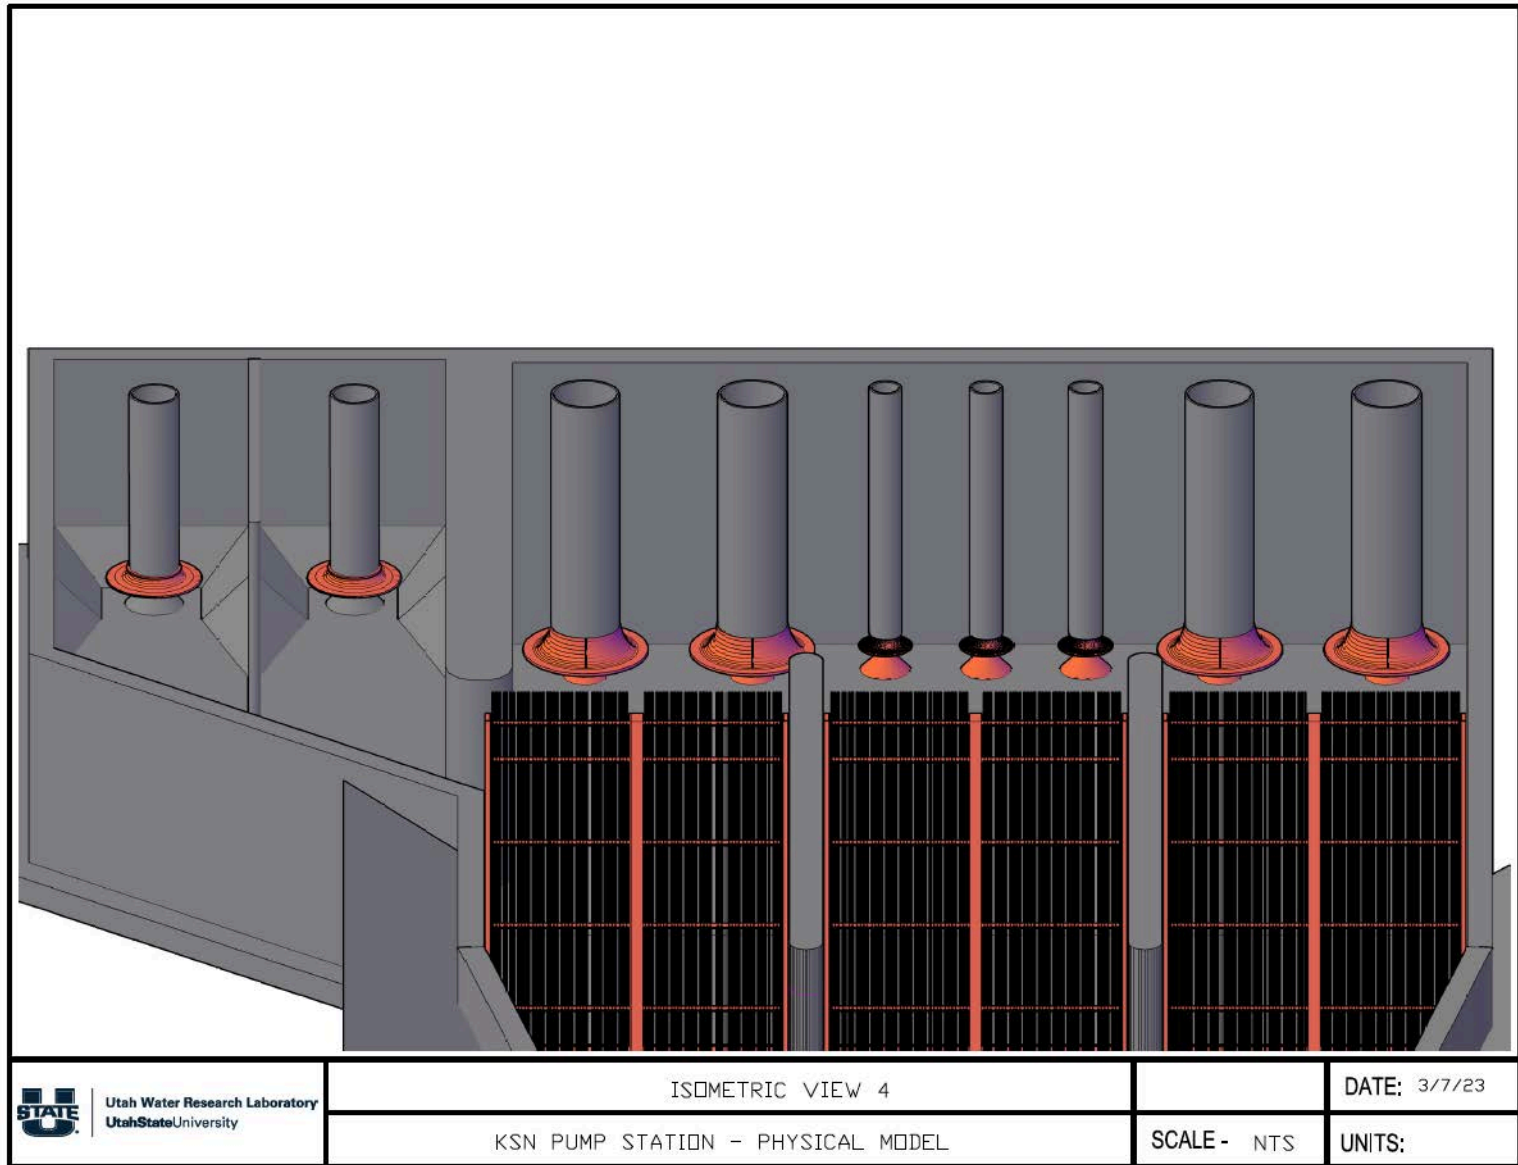 ISOMETRIC VIEW 4
DATE: 3/7/23
STATE
Utah Water Research Laboratory
UtahStateUniversity
KSN PUMP STATION - PHYSICAL MODEL
SCALE - NTS
UNITS: